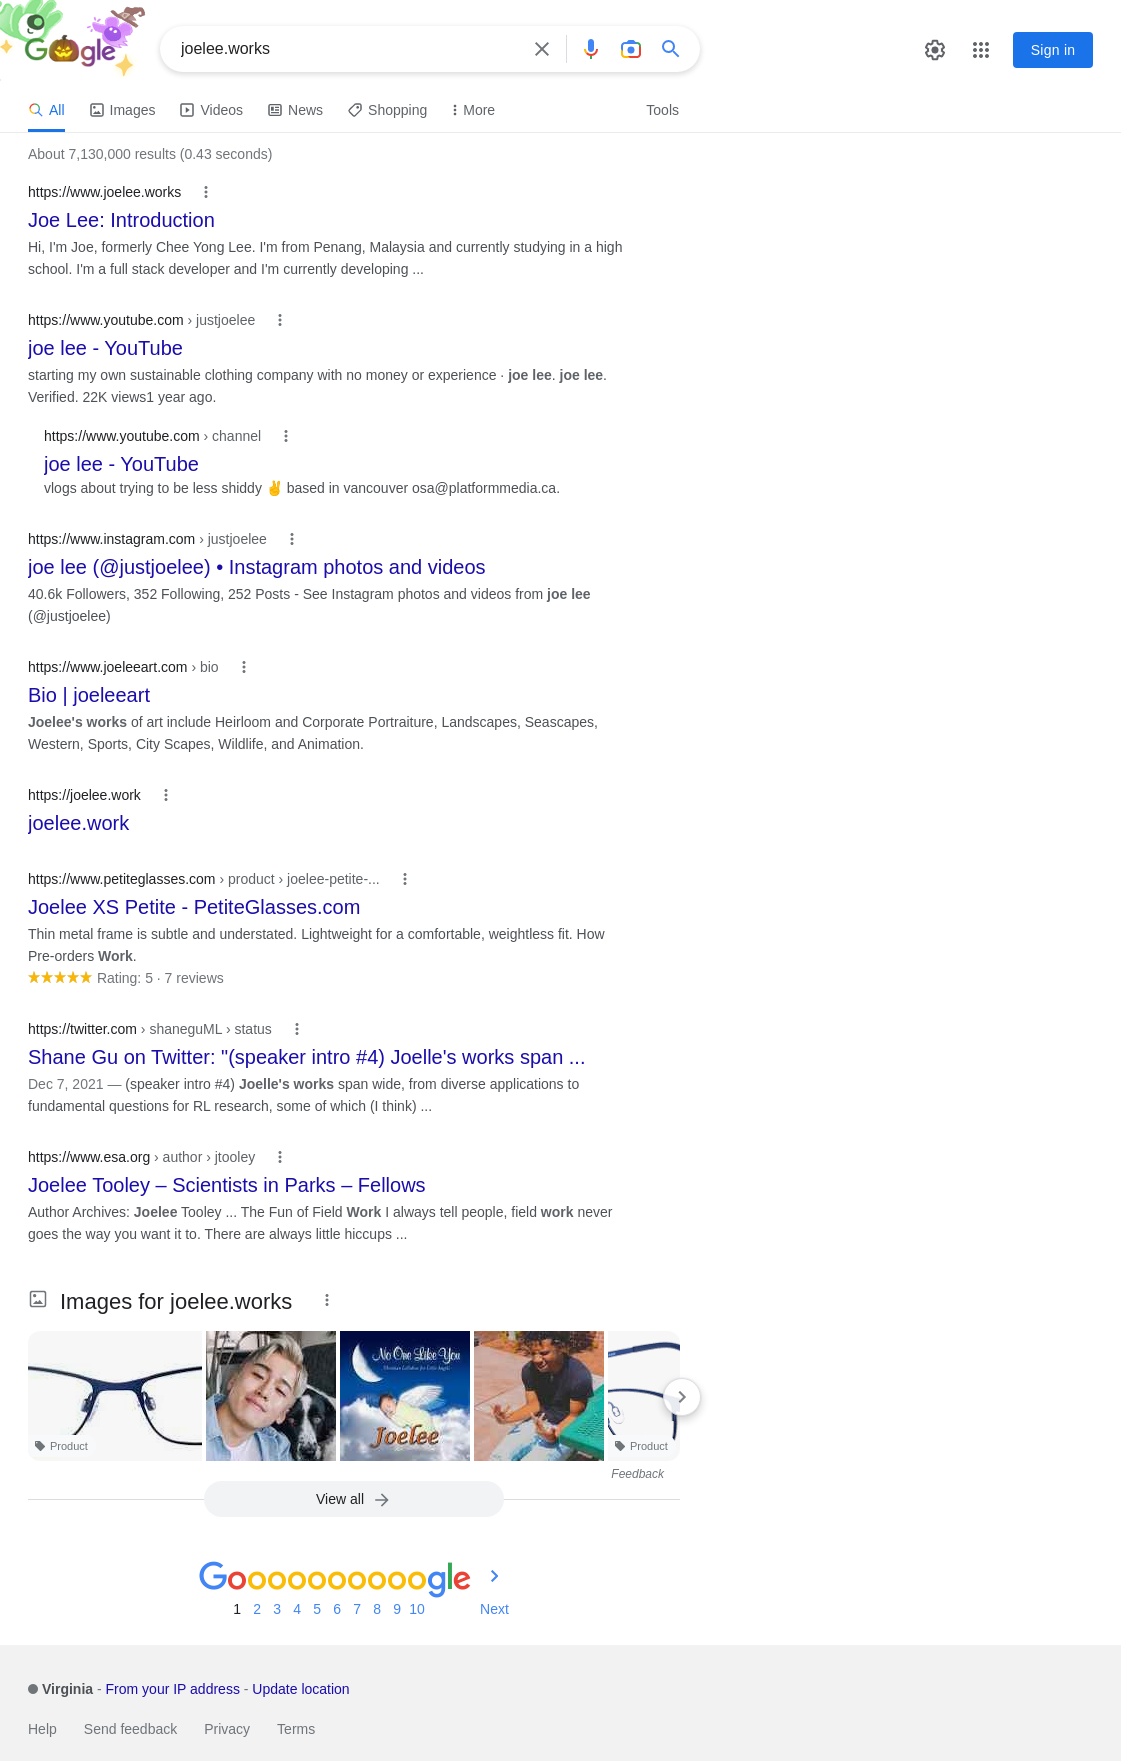 Google
joelee.works
Sign in
All Images Videos News Shopping More Tools
About 7,130,000 results (0.43 seconds)
https://www.joelee.works
Joe Lee: Introduction
Hi, I'm Joe, formerly Chee Yong Lee. I'm from Penang, Malaysia and currently studying in a high
school. I'm a full stack developer and I'm currently developing ...
https://www.youtube.com › justjoelee
joe lee - YouTube
starting my own sustainable clothing company with no money or experience · joe lee. joe lee.
Verified. 22K views1 year ago.
https://www.youtube.com › channel
joe lee - YouTube
vlogs about trying to be less shiddy ✌ based in vancouver osa@platformmedia.ca.
https://www.instagram.com › justjoelee
joe lee (@justjoelee) • Instagram photos and videos
40.6k Followers, 352 Following, 252 Posts - See Instagram photos and videos from joe lee
(@justjoelee)
https://www.joeleeart.com › bio
Bio | joeleeart
Joelee's works of art include Heirloom and Corporate Portraiture, Landscapes, Seascapes,
Western, Sports, City Scapes, Wildlife, and Animation.
https://joelee.work
joelee.work
https://www.petiteglasses.com › product › joelee-petite-...
Joelee XS Petite - PetiteGlasses.com
Thin metal frame is subtle and understated. Lightweight for a comfortable, weightless fit. How
Pre-orders Work.
Rating: 5 · 7 reviews
https://twitter.com › shaneguML › status
Shane Gu on Twitter: "(speaker intro #4) Joelle's works span ...
Dec 7, 2021 — (speaker intro #4) Joelle's works span wide, from diverse applications to
fundamental questions for RL research, some of which (I think) ...
https://www.esa.org › author › jtooley
Joelee Tooley – Scientists in Parks – Fellows
Author Archives: Joelee Tooley ... The Fun of Field Work I always tell people, field work never
goes the way you want it to. There are always little hiccups ...
Images for joelee.works
No One Like You
Joelee
Product
Product
Feedback
View all
Goooooooooogle
1 2 3 4 5 6 7 8 9 10 Next
Virginia - From your IP address - Update location
Help Send feedback Privacy Terms